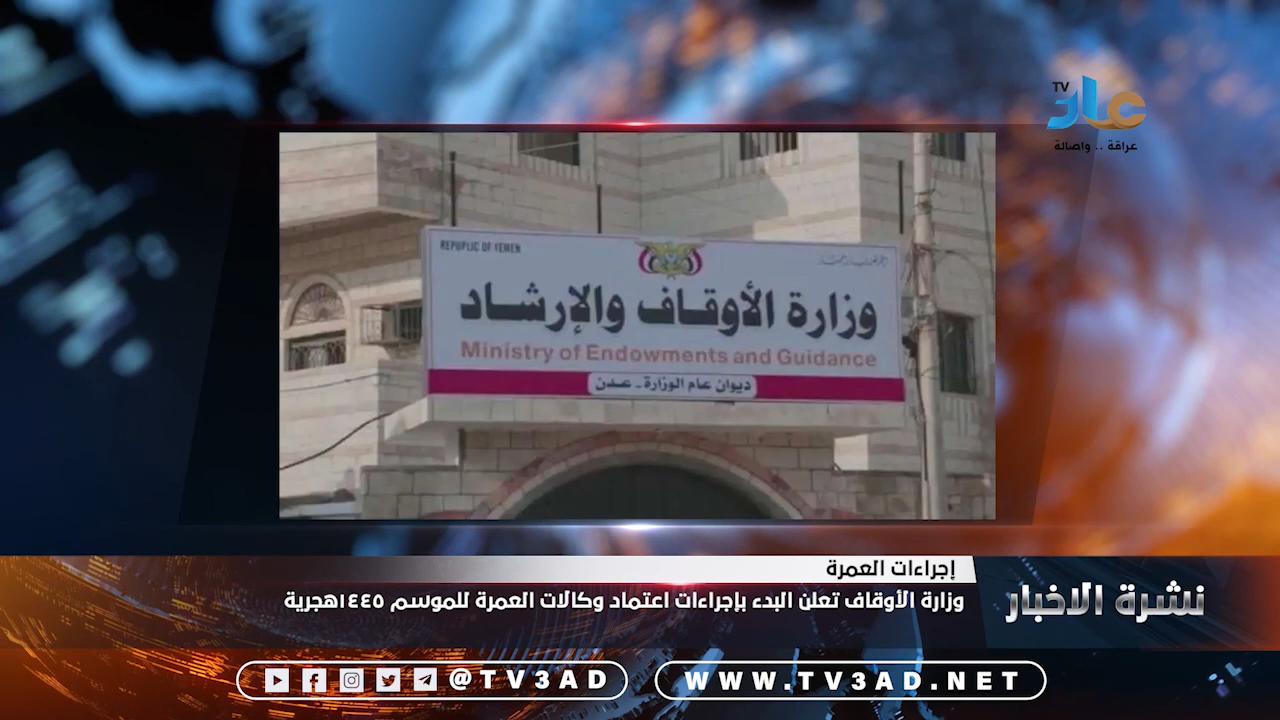 TV
عاد
عراقة .. واصالة
REPUPLIC OF YEMEN
وزارة الأوقاف والإرشاد
Ministry of Endowments and Guidance
ديوان عام الوزارة - عدن
إجراءات العمرة
نشرة الاخبار
وزارة الأوقاف تعلن البدء بإجراءات اعتماد وكالات العمرة للموسم ١٤٤٥هجرية
@TV3AD
WWW.TV3AD.NET